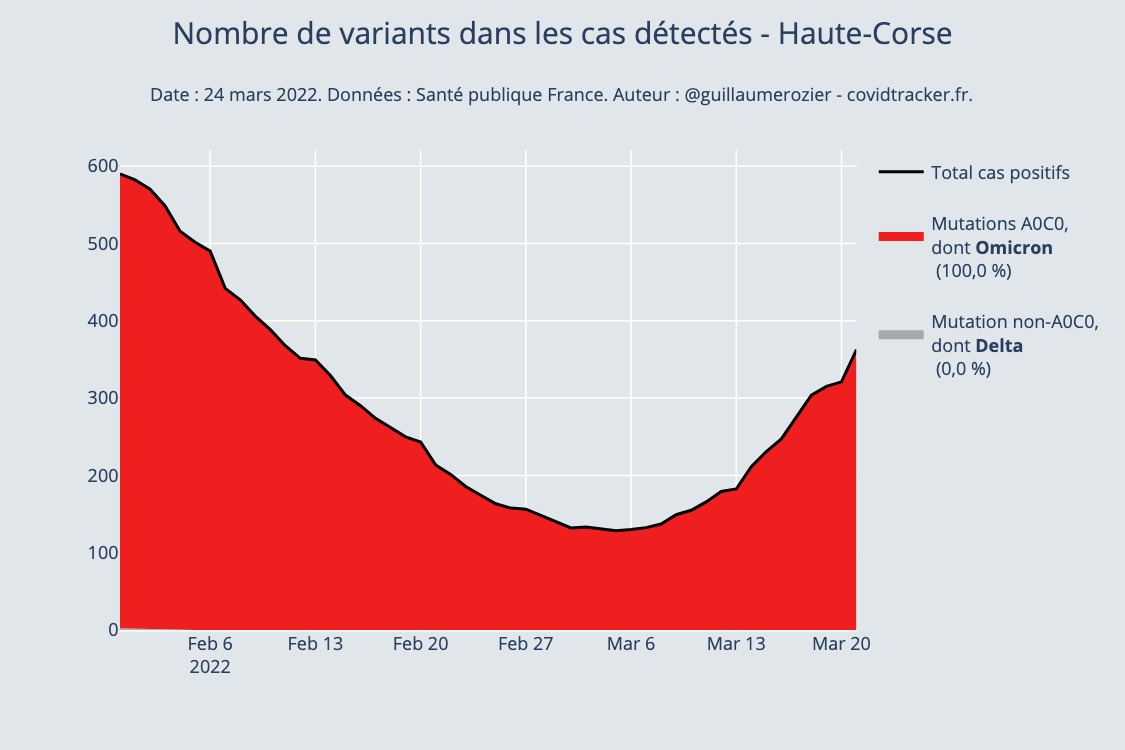 Nombre de variants dans les cas détectés - Haute-Corse
Date : 24 mars 2022. Données : Santé publique France. Auteur : @guillaumerozier - covidtracker.fr.
600
500
400
300
200
100
0
Feb 6
2022
Feb 13
Feb 20
Feb 27
Mar 6
Mar 13
Mar 20
Total cas positifs
Mutations A0C0,
dont Omicron
(100,0 %)
Mutation non-A0C0,
dont Delta
(0,0 %)